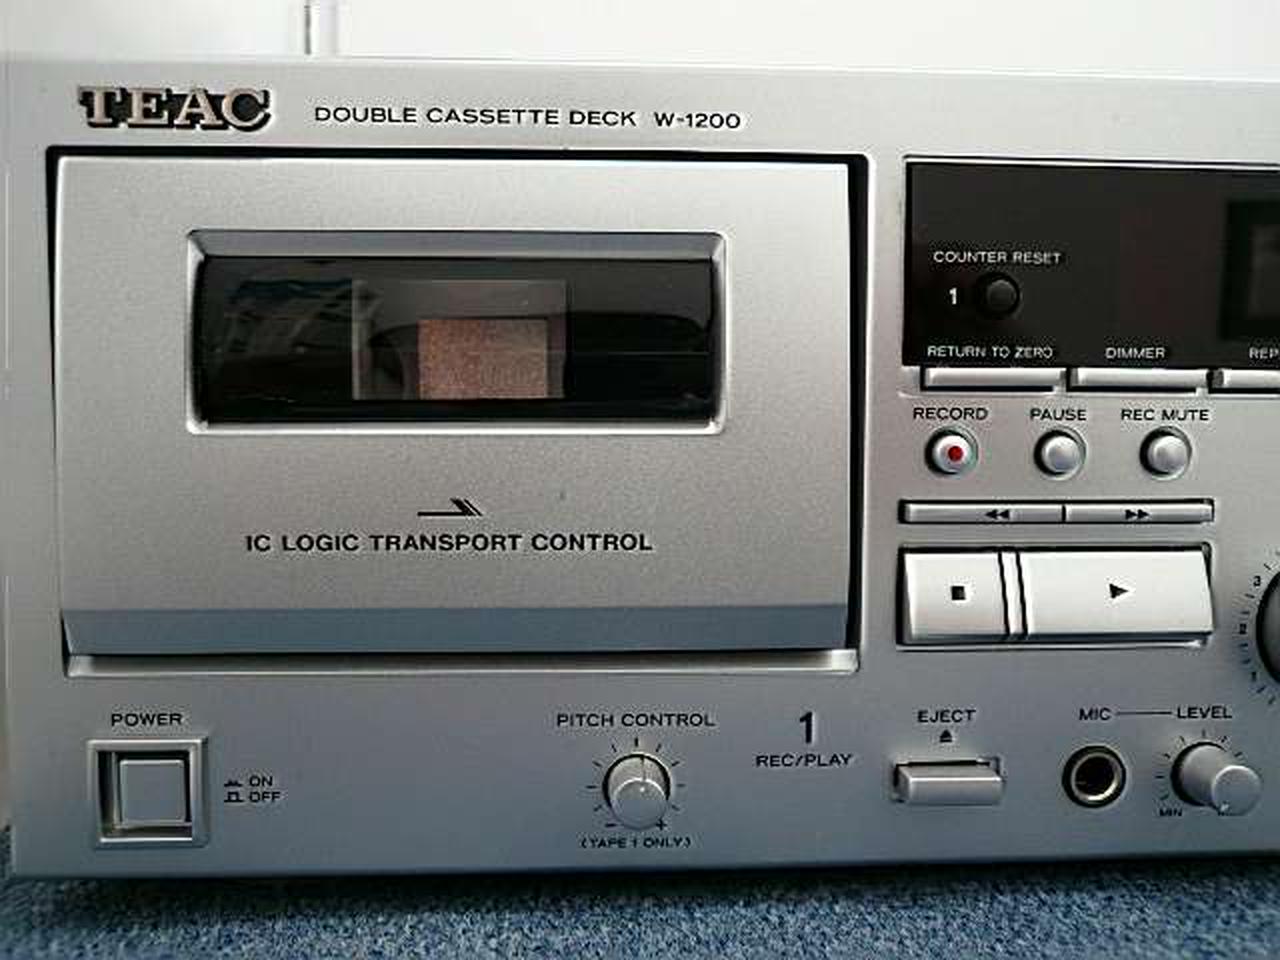 TEAC DOUBLE CASSETTE DECK W-1200
COUNTER RESET
1
RETURN TO ZERO DIMMER
RECORD PAUSE REC MUTE
IC LOGIC TRANSPORT CONTROL
3
POWER
ON
OFF
PITCH CONTROL
(TAPE 1 ONLY)
1
REC/PLAY
EJECT
MIC LEVEL
MIN